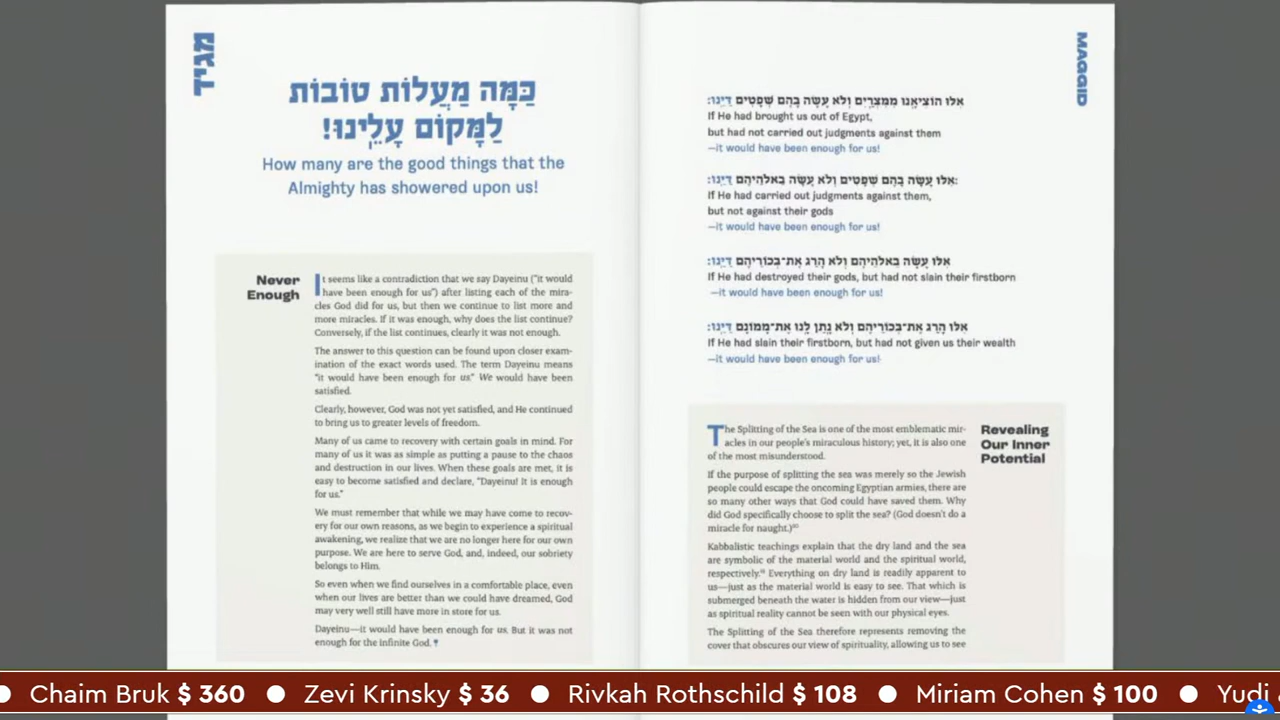 מגיד
כַּמָּה מַעֲלוֹת טוֹבוֹת
לַמָּקוֹם עָלֵֽינוּ!
How many are the good things that the
Almighty has showered upon us!
Never
Enough
It seems like a contradiction that we say Dayeinu ("it would
have been enough for us") after listing each of the mira-
cles God did for us, but then we continue to list more and
more miracles. If it was enough, why does the list continue?
Conversely, if the list continues, clearly it was not enough.
The answer to this question can be found upon closer exam-
ination of the exact words used. The term Dayeinu means
"it would have been enough for us." We would have been
satisfied.
Clearly, however, God was not yet satisfied, and He continued
to bring us to greater levels of freedom.
Many of us came to recovery with certain goals in mind. For
many of us it was as simple as putting a pause to the chaos
and destruction in our lives. When these goals are met, it is
easy to become satisfied and declare, "Dayeinu! It is enough
for us."
We must remember that while we may have come to recov-
ery for our own reasons, as we begin to experience a spiritual
awakening, we realize that we are no longer here for our own
purpose. We are here to serve God, and, indeed, our sobriety
belongs to Him.
So even when we find ourselves in a comfortable place, even
when our lives are better than we could have dreamed, God
may very well still have more in store for us.
Dayeinu—it would have been enough for us. But it was not
enough for the infinite God.
MAGGID
אִלּוּ הוֹצִיאָֽנוּ מִמִּצְרַֽיִם וְלֹא עָשָׂה בָהֶם שְׁפָטִים דַּיֵּֽנוּ:
If He had brought us out of Egypt,
but had not carried out judgments against them
—it would have been enough for us!
אִלּוּ עָשָׂה בָהֶם שְׁפָטִים וְלֹא עָשָׂה בֵאלֹהֵיהֶם דַּיֵּֽנוּ:
If He had carried out judgments against them,
but not against their gods
—it would have been enough for us!
אִלּוּ עָשָׂה בֵאלֹהֵיהֶם וְלֹא הָרַג אֶת־בְּכוֹרֵיהֶם דַּיֵּֽנוּ:
If He had destroyed their gods, but had not slain their firstborn
—it would have been enough for us!
אִלּוּ הָרַג אֶת־בְּכוֹרֵיהֶם וְלֹא נָתַן לָֽנוּ אֶת־מָמוֹנָם דַּיֵּֽנוּ:
If He had slain their firstborn, but had not given us their wealth
—it would have been enough for us!
The Splitting of the Sea is one of the most emblematic mir-
acles in our people's miraculous history; yet, it is also one
of the most misunderstood.
Revealing
Our Inner
Potential
If the purpose of splitting the sea was merely so the Jewish
people could escape the oncoming Egyptian armies, there are
so many other ways that God could have saved them. Why
did God specifically choose to split the sea? (God doesn't do a
miracle for naught.)
Kabbalistic teachings explain that the dry land and the sea
are symbolic of the material world and the spiritual world,
respectively. Everything on dry land is readily apparent to
us—just as the material world is easy to see. That which is
submerged beneath the water is hidden from our view—just
as spiritual reality cannot be seen with our physical eyes.
The Splitting of the Sea therefore represents removing the
cover that obscures our view of spirituality, allowing us to see
Chaim Bruk $ 360 ● Zevi Krinsky $ 36 ● Rivkah Rothschild $ 108 ● Miriam Cohen $ 100 ● Yudi